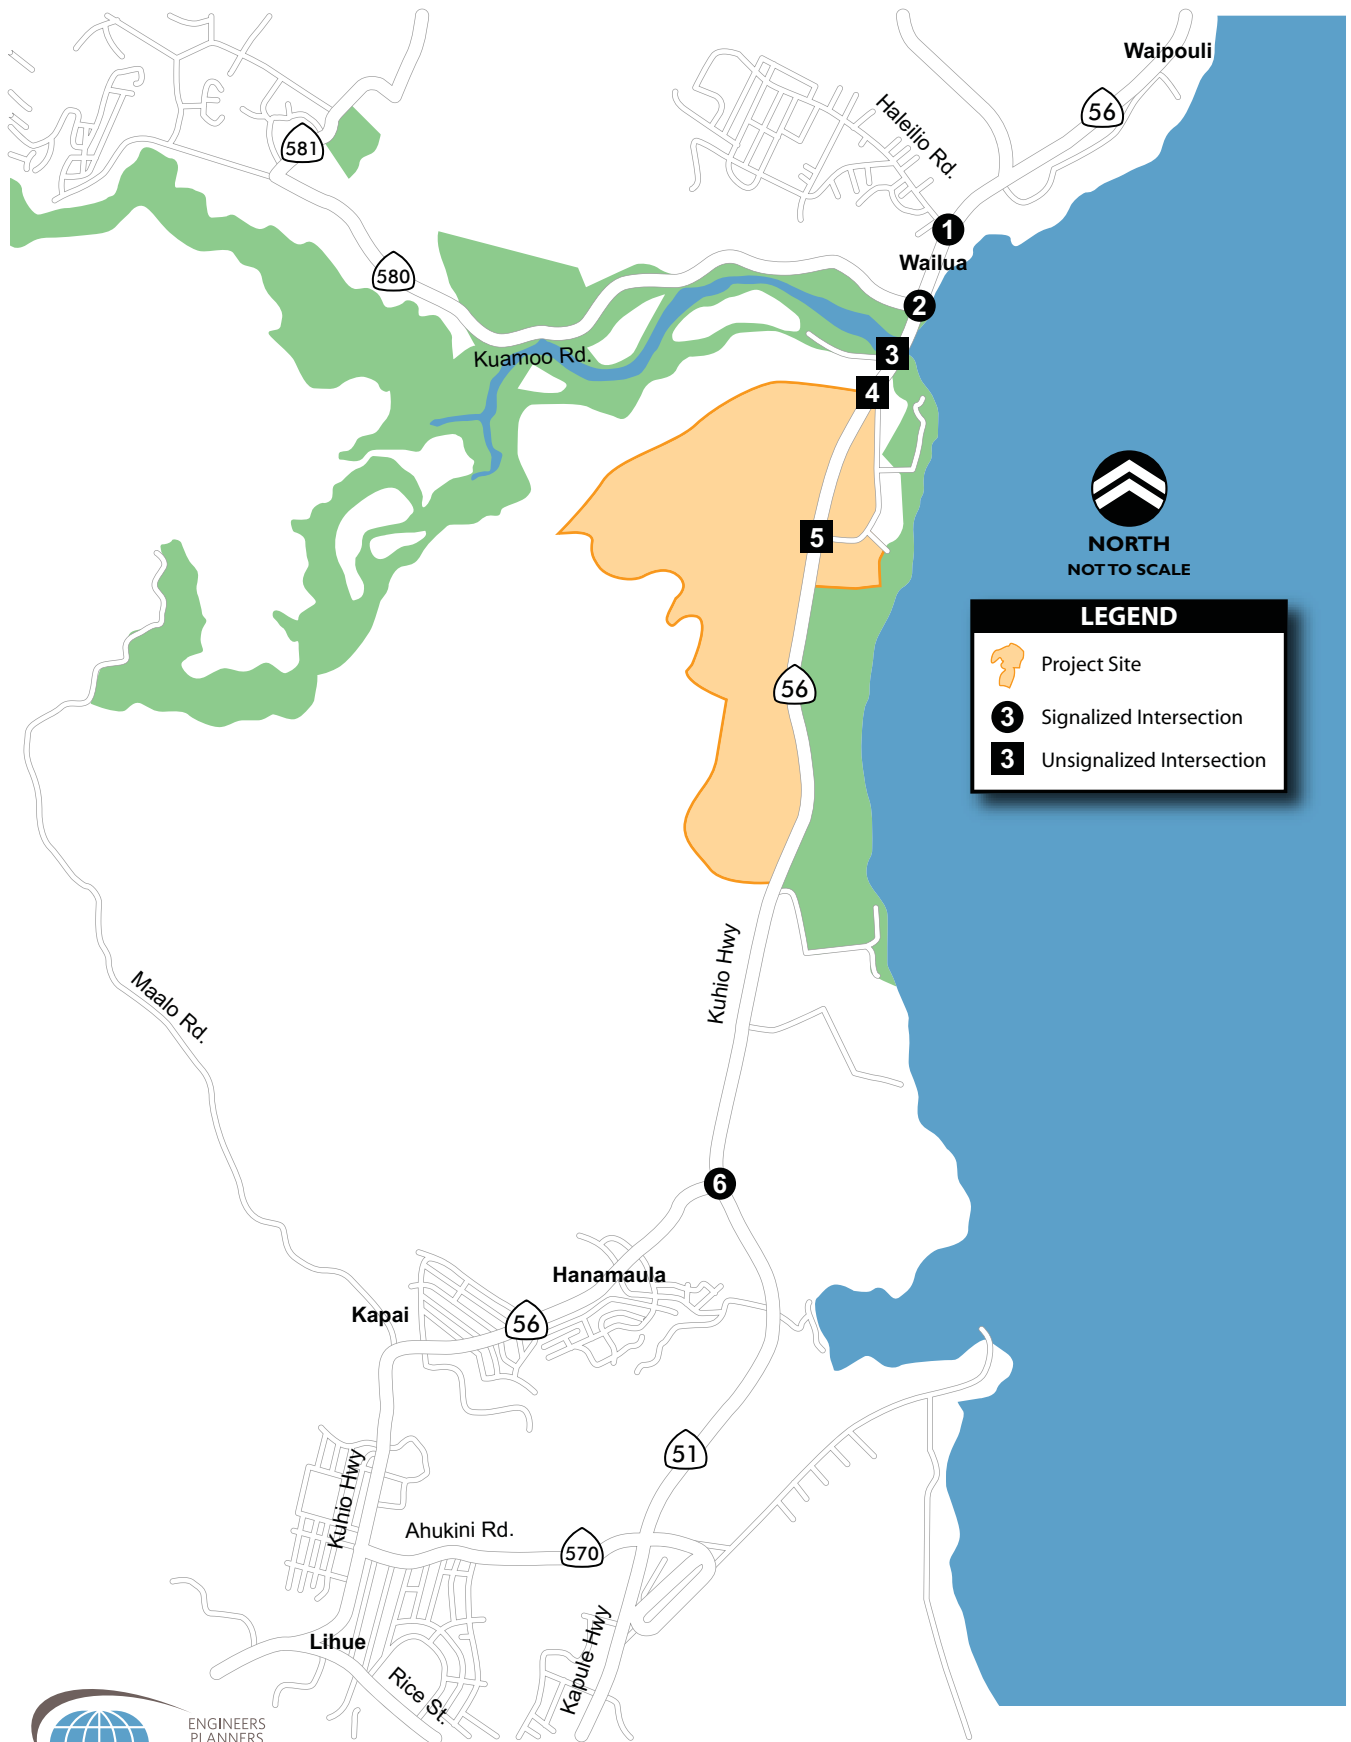 Waipouli
56
Haleilio Rd.
581
1
Wailua
580
2
Kuamoo Rd.
3
4
5
NORTH
NOT TO SCALE
LEGEND
Project Site
3 Signalized Intersection
3 Unsignalized Intersection
56
Kuhio Hwy
Maalo Rd.
6
Hanamaula
Kapai
56
51
Kuhio Hwy
Ahukini Rd.
570
Lihue
Rice St.
Kapule Hwy
ENGINEERS
PLANNERS